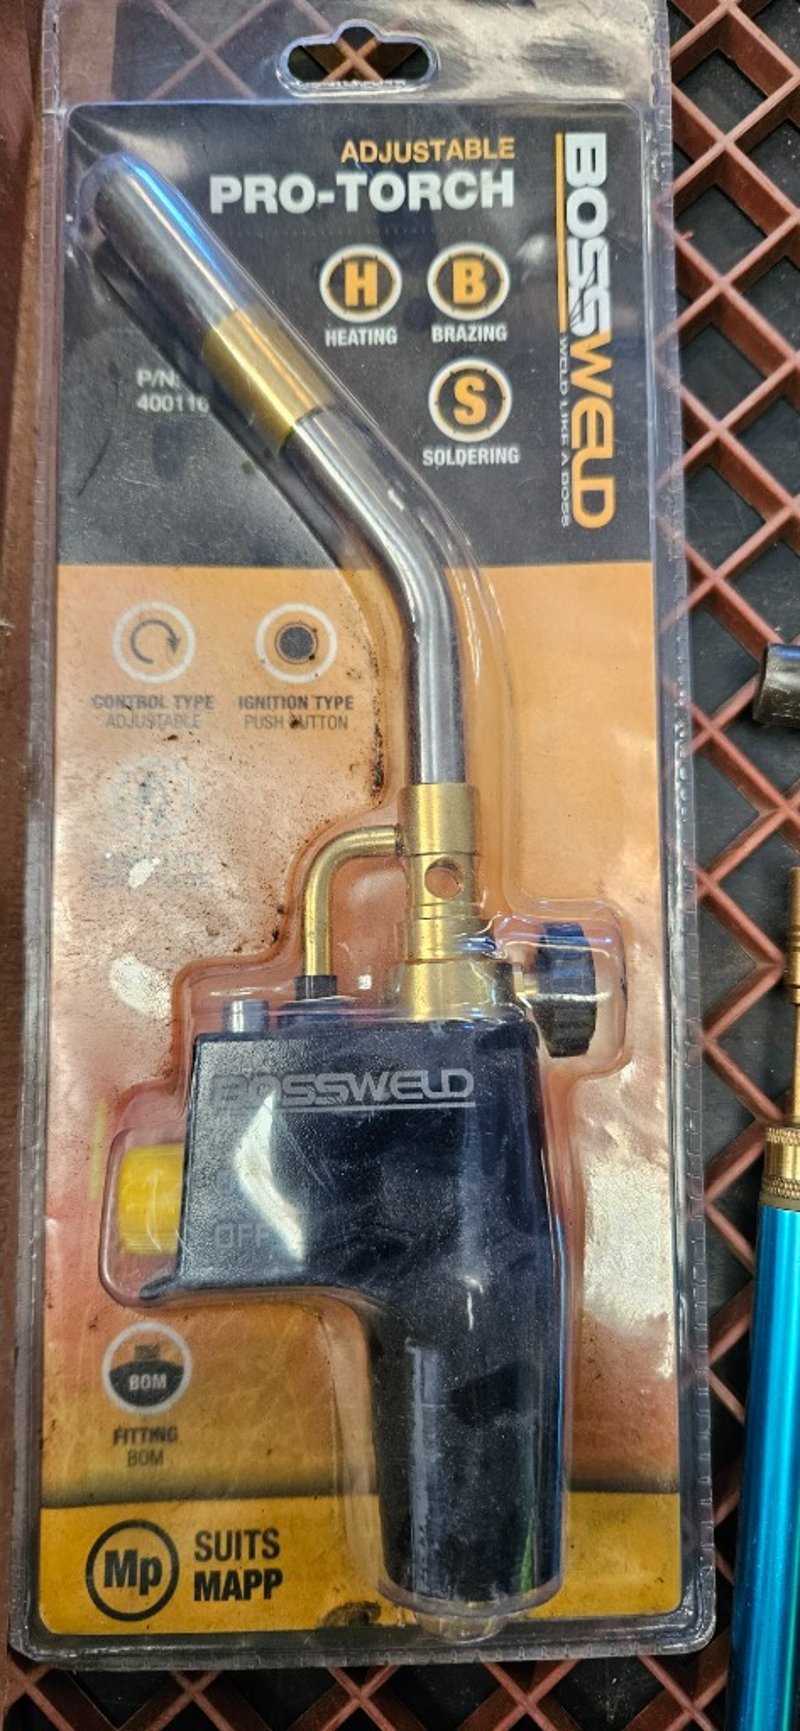 ADJUSTABLE
PRO-TORCH
BOSSWELD
WELD LIKE A BOSS
H
HEATING
B
BRAZING
S
SOLDERING
P/N:
400116
CONTROL TYPE
ADJUSTABLE
IGNITION TYPE
PUSH BUTTON
BOSSWELD
OFF
BOM
FITTING
BOM
Mp
SUITS
MAPP